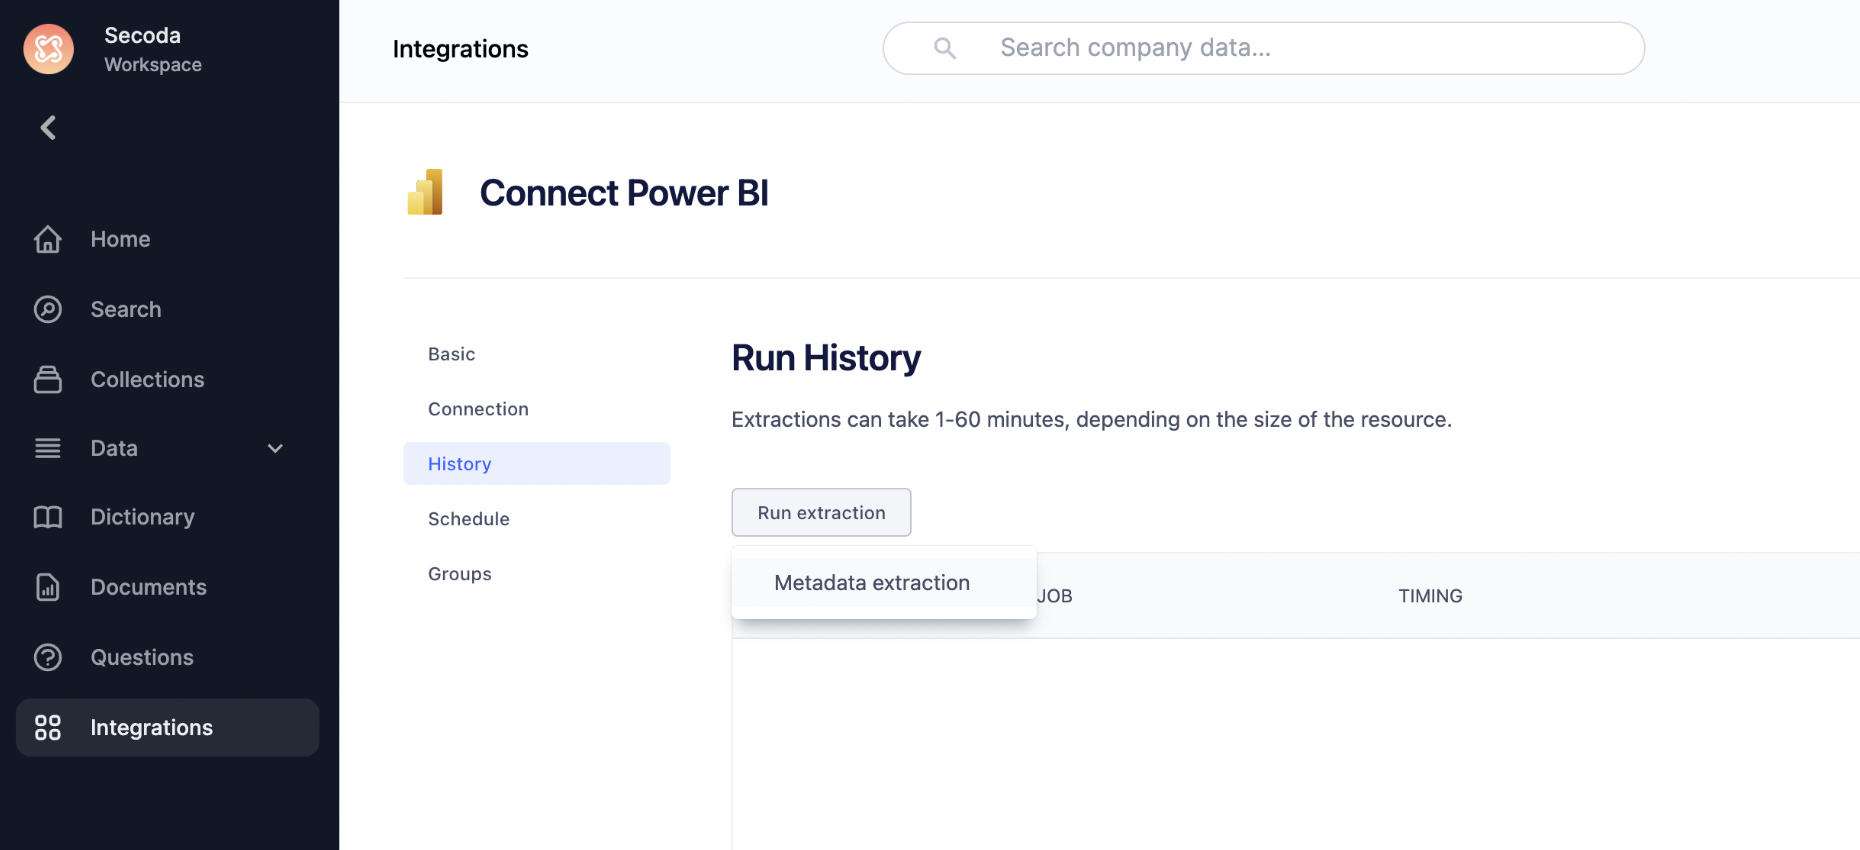 Secoda
Workspace
Integrations
Search company data...
Home
Search
Collections
Data
Dictionary
Documents
Questions
Integrations
Connect Power BI
Basic
Connection
History
Schedule
Groups
Run History
Extractions can take 1-60 minutes, depending on the size of the resource.
Run extraction
Metadata extraction
JOB
TIMING